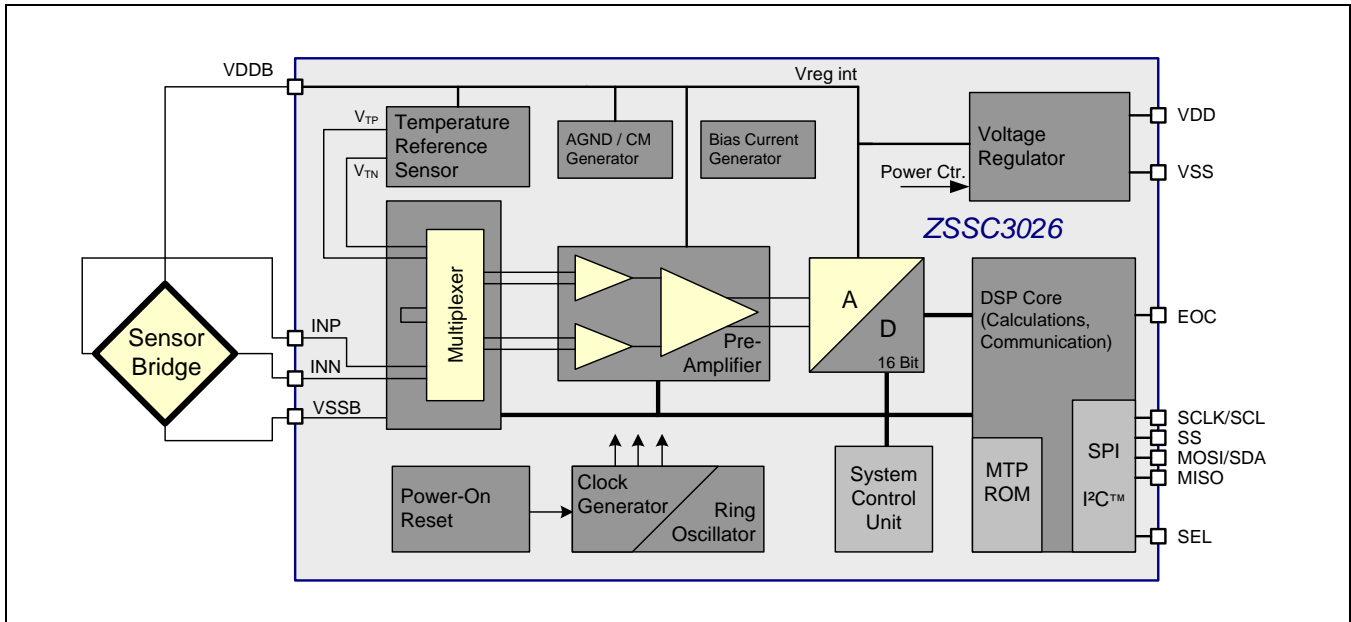 VDDB
Vreg int
VTP
Temperature
Reference
Sensor
VTN
AGND / CM
Generator
Bias Current
Generator
Voltage
Regulator
VDD
VSS
Power Ctr.
ZSSC3026
Sensor
Bridge
INP
INN
VSSB
Multiplexer
Pre-
Amplifier
A
D
16 Bit
DSP Core
(Calculations,
Communication)
EOC
Power-On
Reset
Clock
Generator
Ring
Oscillator
System
Control
Unit
MTP
ROM
SPI
I²C™
SCLK/SCL
SS
MOSI/SDA
MISO
SEL